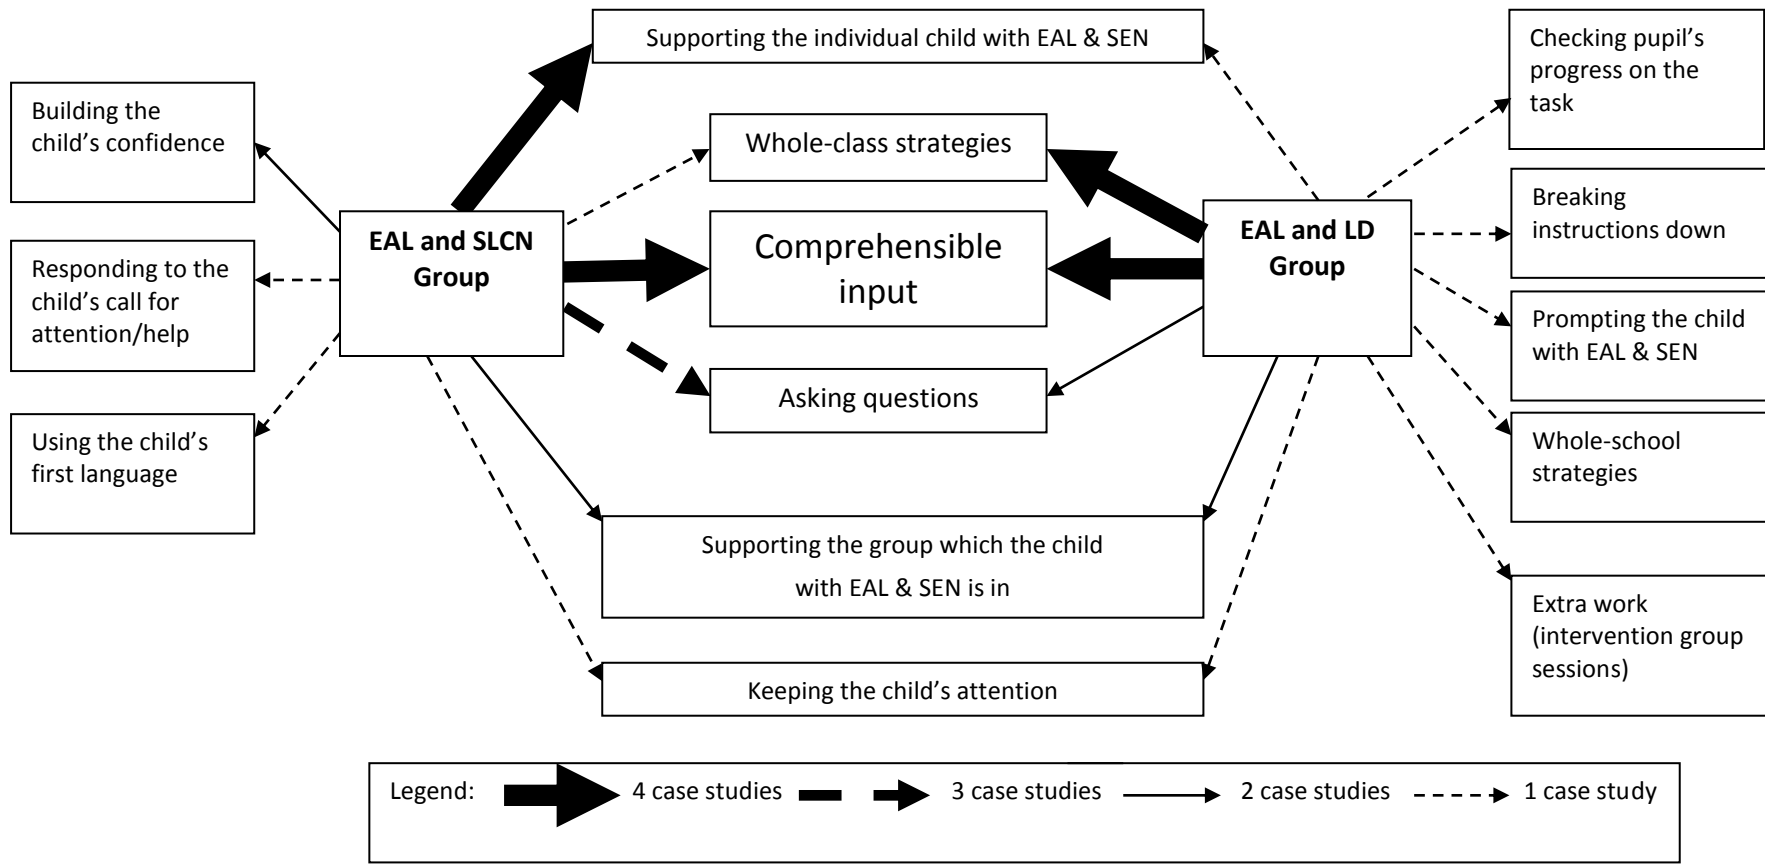 Supporting the individual child with EAL & SEN
Checking pupil’s
progress on the
task
Building the
child’s confidence
Whole-class strategies
Breaking
instructions down
EAL and SLCN
Group
Comprehensible
input
EAL and LD
Group
Responding to the
child’s call for
attention/help
Prompting the child
with EAL & SEN
Asking questions
Using the child’s
first language
Whole-school
strategies
Supporting the group which the child
with EAL & SEN is in
Extra work
(intervention group
sessions)
Keeping the child’s attention
Legend: 4 case studies 3 case studies 2 case studies 1 case study